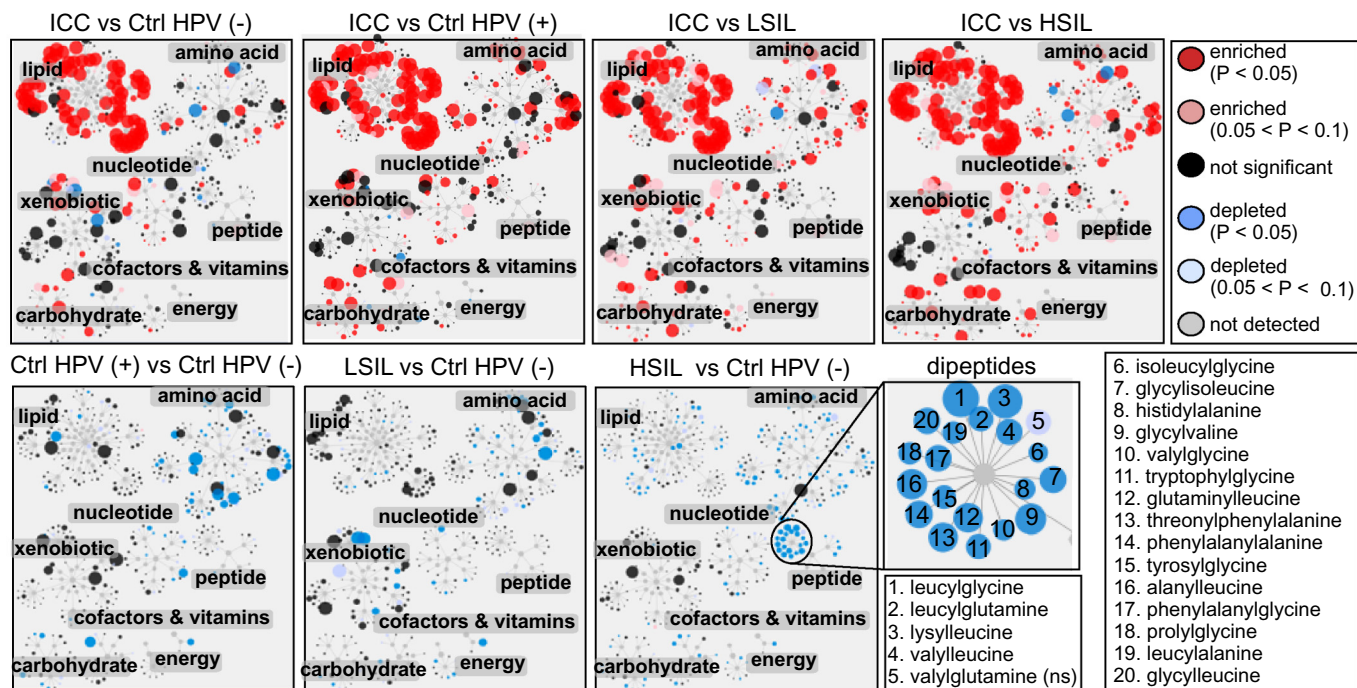 ICC vs Ctrl HPV (-)
ICC vs Ctrl HPV (+)
ICC vs LSIL
ICC vs HSIL
lipid
amino acid
nucleotide
xenobiotic
peptide
cofactors & vitamins
energy
carbohydrate
lipid
amino acid
nucleotide
xenobiotic
peptide
cofactors & vitamins
energy
carbohydrate
lipid
amino acid
nucleotide
xenobiotic
peptide
cofactors & vitamins
energy
carbohydrate
lipid
amino acid
nucleotide
xenobiotic
peptide
cofactors & vitamins
energy
carbohydrate
enriched
(P < 0.05)
enriched
(0.05 < P < 0.1)
not significant
depleted
(P < 0.05)
depleted
(0.05 < P < 0.1)
not detected
Ctrl HPV (+) vs Ctrl HPV (-)
LSIL vs Ctrl HPV (-)
HSIL vs Ctrl HPV (-)
lipid
amino acid
nucleotide
xenobiotic
peptide
cofactors & vitamins
energy
carbohydrate
lipid
amino acid
nucleotide
xenobiotic
peptide
cofactors & vitamins
energy
carbohydrate
lipid
amino acid
nucleotide
xenobiotic
peptide
cofactors & vitamins
energy
carbohydrate
dipeptides
1
3
20
2
5
19
4
18
17
6
7
16
8
15
14
12
9
13
10
11
1. leucylglycine
2. leucylglutamine
3. lysylleucine
4. valylleucine
5. valylglutamine (ns)
6. isoleucylglycine
7. glycylisoleucine
8. histidylalanine
9. glycylvaline
10. valylglycine
11. tryptophylglycine
12. glutaminylleucine
13. threonylphenylalanine
14. phenylalanylalanine
15. tyrosylglycine
16. alanylleucine
17. phenylalanylglycine
18. prolylglycine
19. leucylalanine
20. glycylleucine